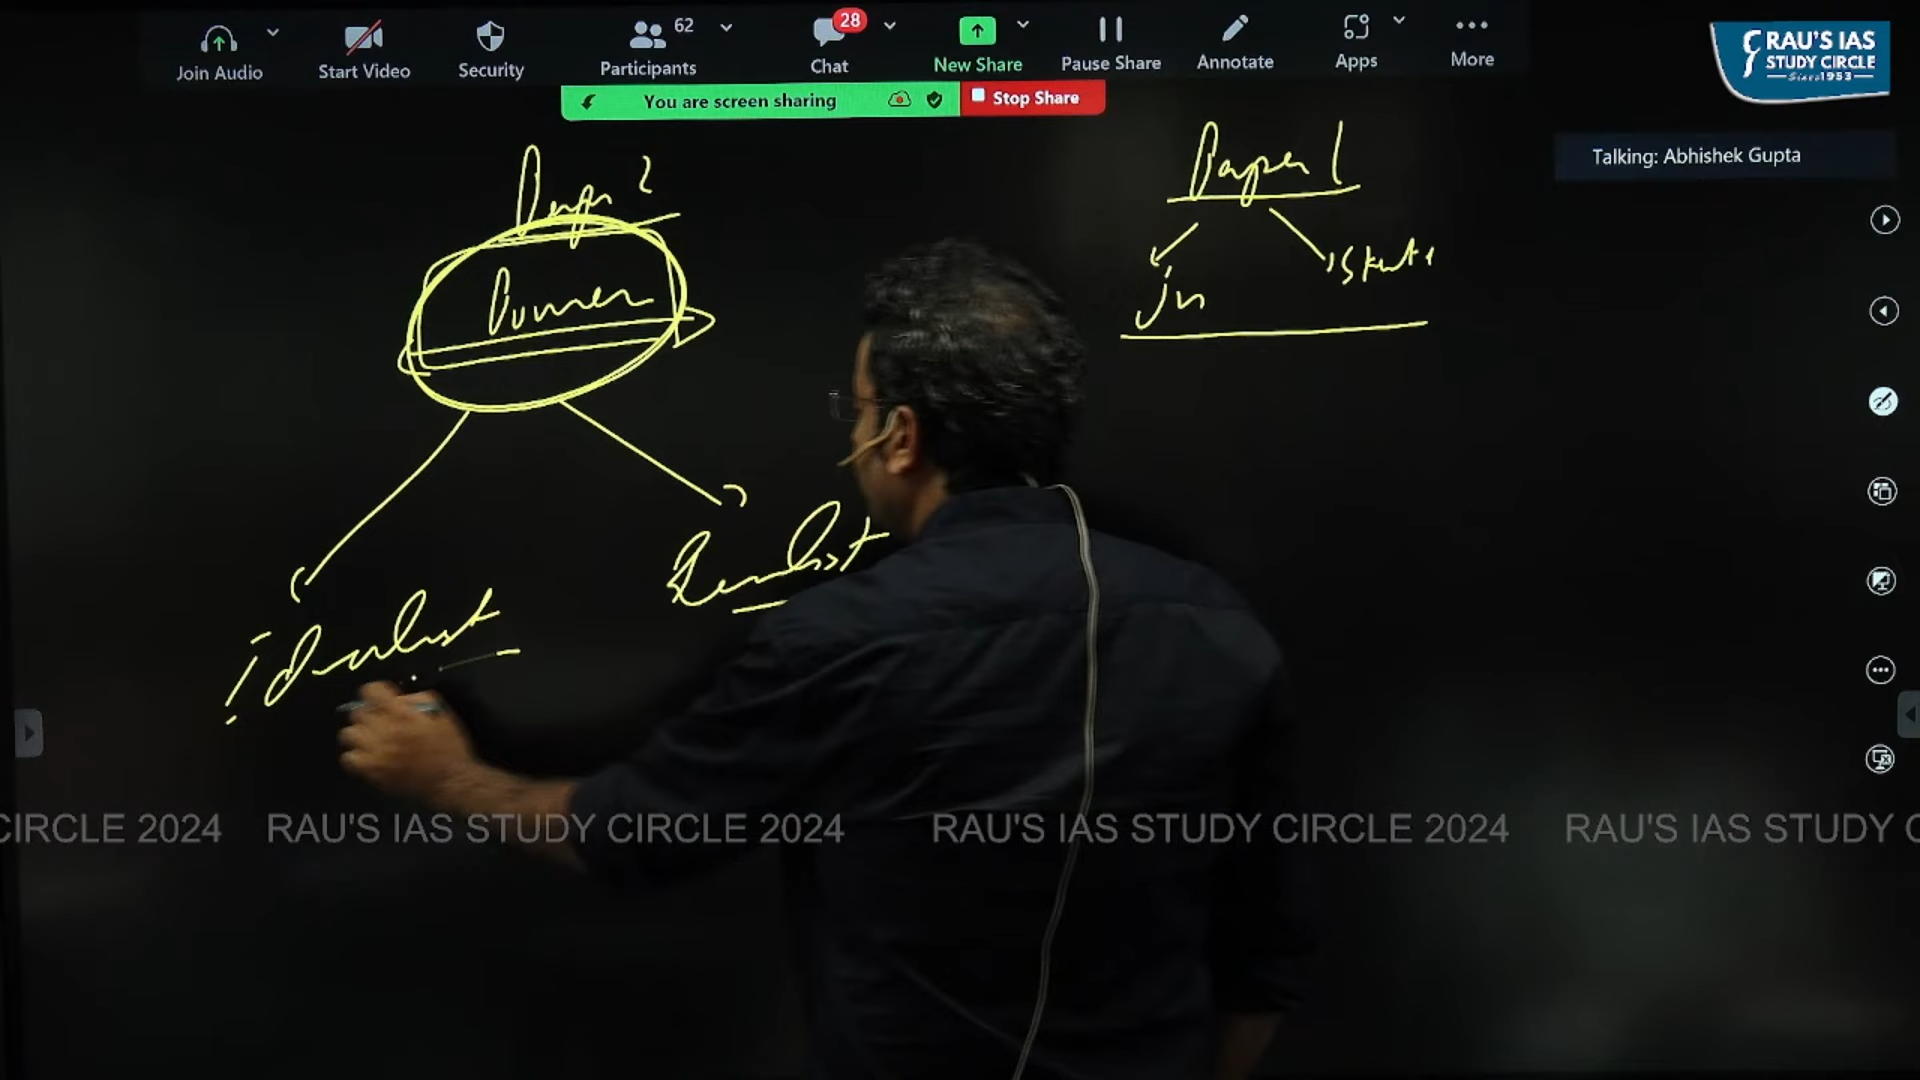 Join Audio
Start Video
Security
Participants 62
Chat 28
New Share
Pause Share
Annotate
Apps
More
You are screen sharing
Stop Share
RAU'S IAS
STUDY CIRCLE
Since 1953
Talking: Abhishek Gupta
Paper 2
Power
Paper 1
idealist
Realist
CIRCLE 2024 RAU'S IAS STUDY CIRCLE 2024 RAU'S IAS STUDY CIRCLE 2024 RAU'S IAS STUDY C